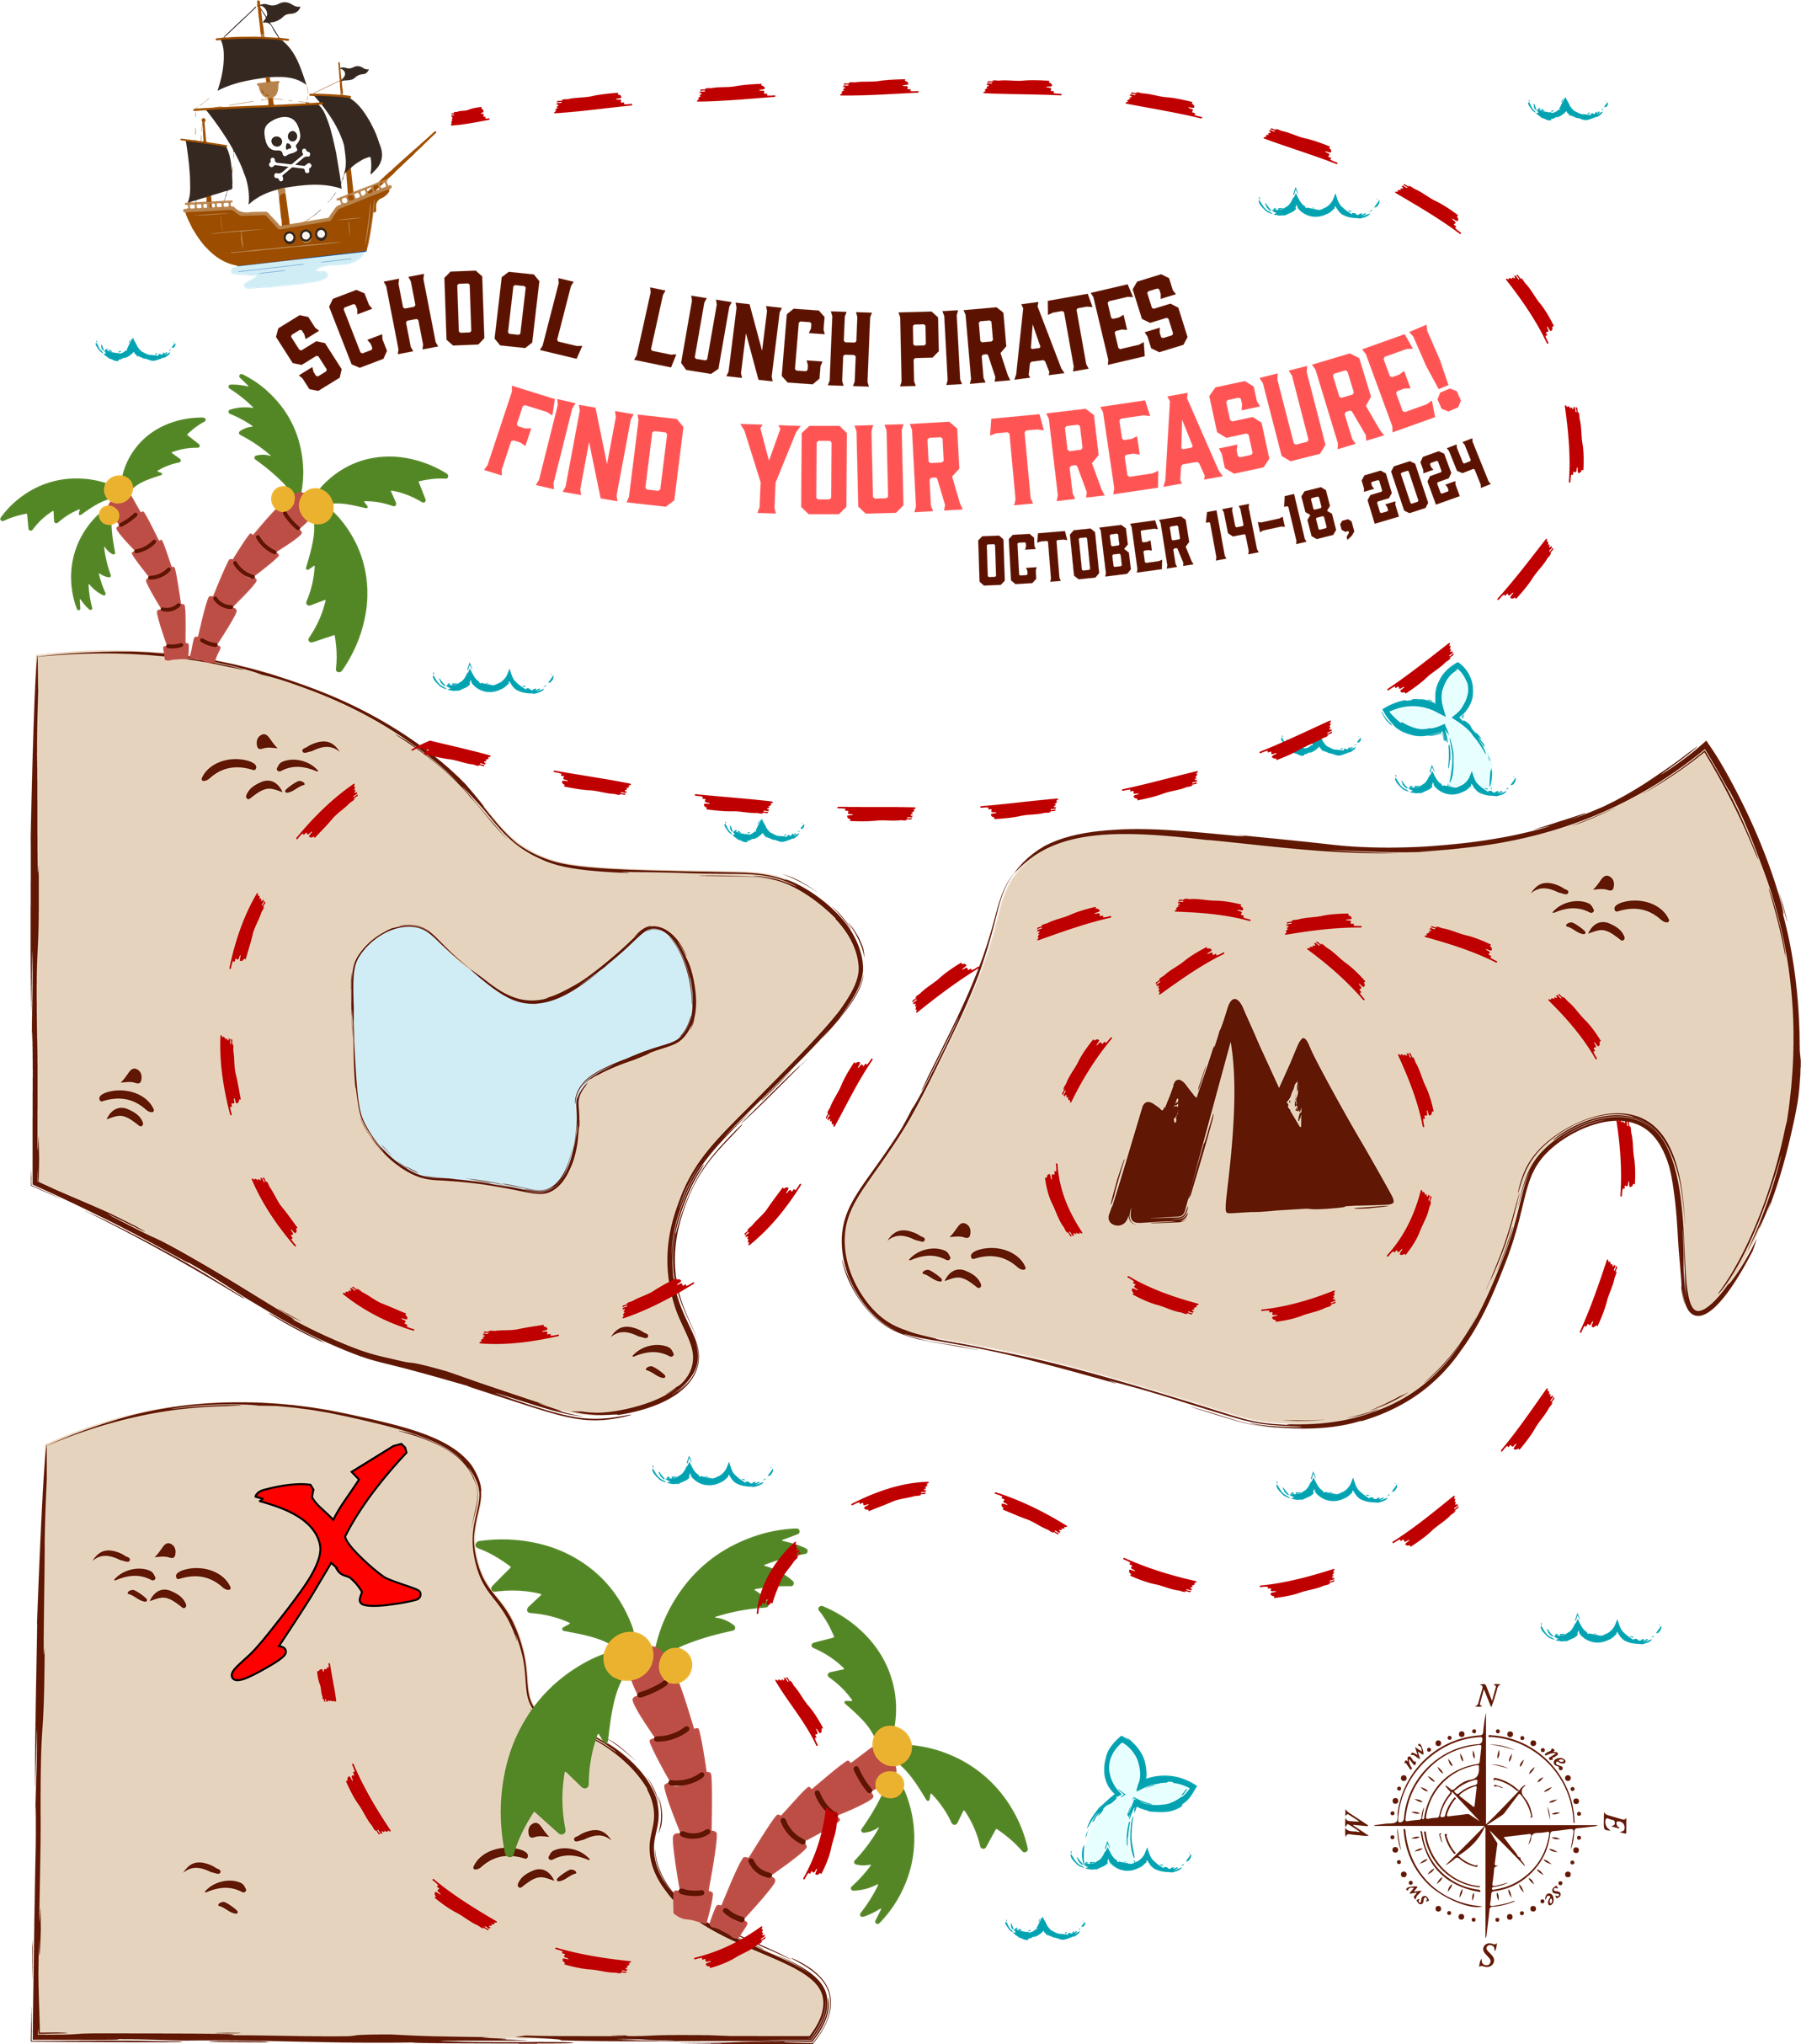 SCHOOL LUNCH PIRATES
FIND YOUR TREASURE!
OCTOBER 14-18, 2024
N
nw ne
W E
sw se
S